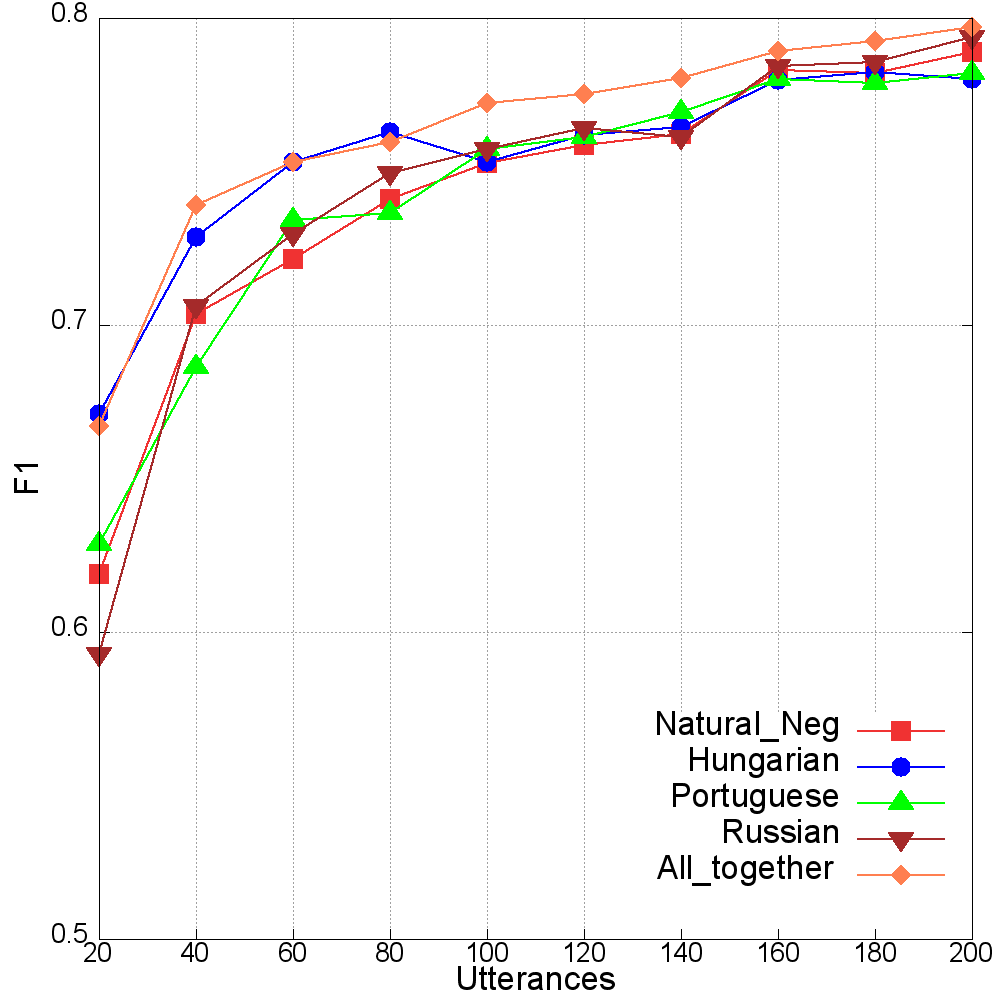 0.8
0.7
F1
0.6
Natural_Neg
Hungarian
Portuguese
Russian
All_together
0.5
20 40 60 80 100 120 140 160 180 200
Utterances